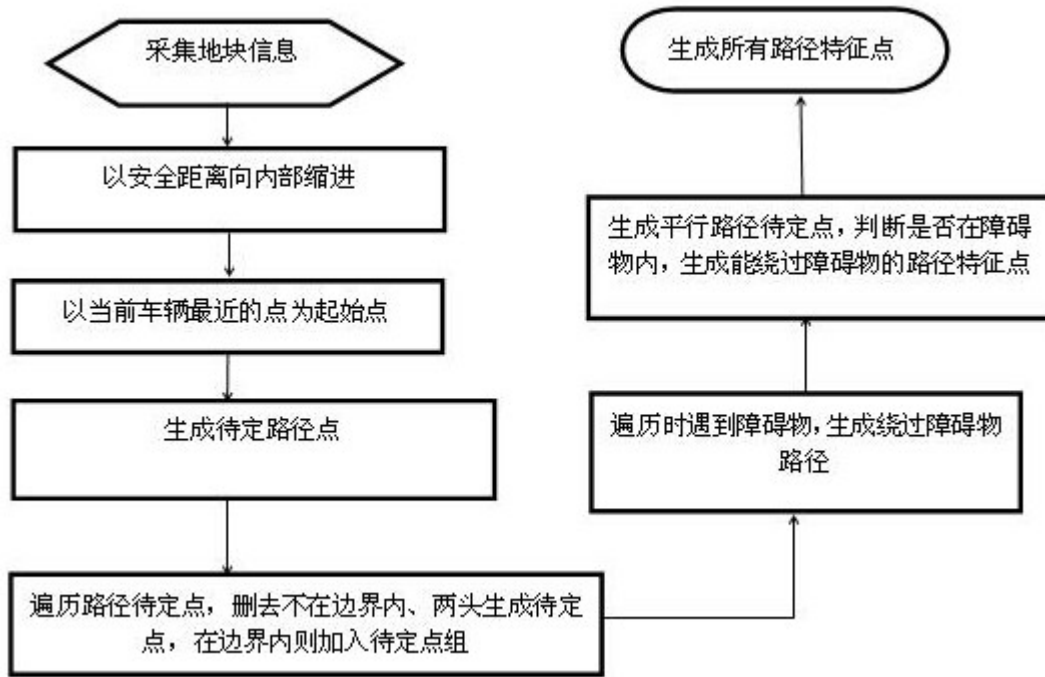 采集地块信息
以安全距离向内部缩进
以当前车辆最近的点为起始点
生成待定路径点
遍历路径待定点，删去不在边界内、两头生成待定
点，在边界内则加入待定点组
遍历时遇到障碍物，生成绕过障碍物
路径
生成平行路径待定点，判断是否在障碍
物内，生成能绕过障碍物的路径特征点
生成所有路径特征点